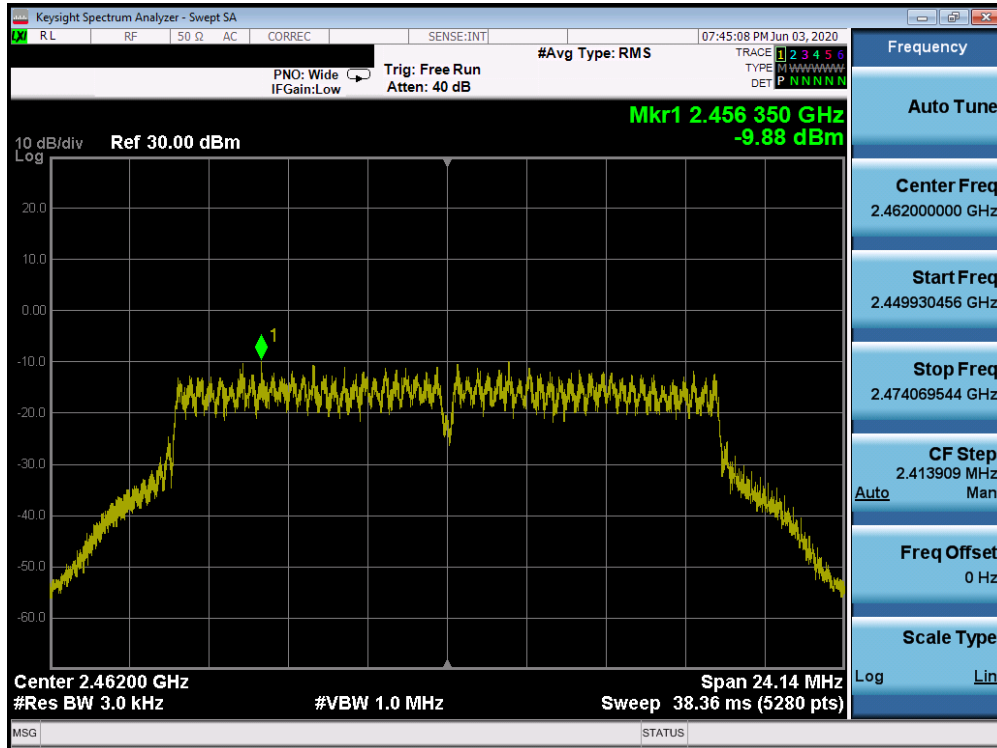 Keysight Spectrum Analyzer - Swept SA
LXI RL RF 50 Ω AC CORREC SENSE:INT 07:45:08 PM Jun 03, 2020
#Avg Type: RMS
TRACE 1 2 3 4 5 6
PNO: Wide Trig: Free Run TYPE M WWWWW
IFGain:Low Atten: 40 dB DET P N N N N N
Mkr1 2.456 350 GHz
-9.88 dBm
10 dB/div Ref 30.00 dBm
Log
20.0
10.0
0.00
1
-10.0
-20.0
-30.0
-40.0
-50.0
-60.0
Center 2.46200 GHz Span 24.14 MHz
#Res BW 3.0 kHz #VBW 1.0 MHz Sweep 38.36 ms (5280 pts)
MSG STATUS
Frequency
Auto Tune
Center Freq
2.462000000 GHz
Start Freq
2.449930456 GHz
Stop Freq
2.474069544 GHz
CF Step
2.413909 MHz
Auto Man
Freq Offset
0 Hz
Scale Type
Log Lin